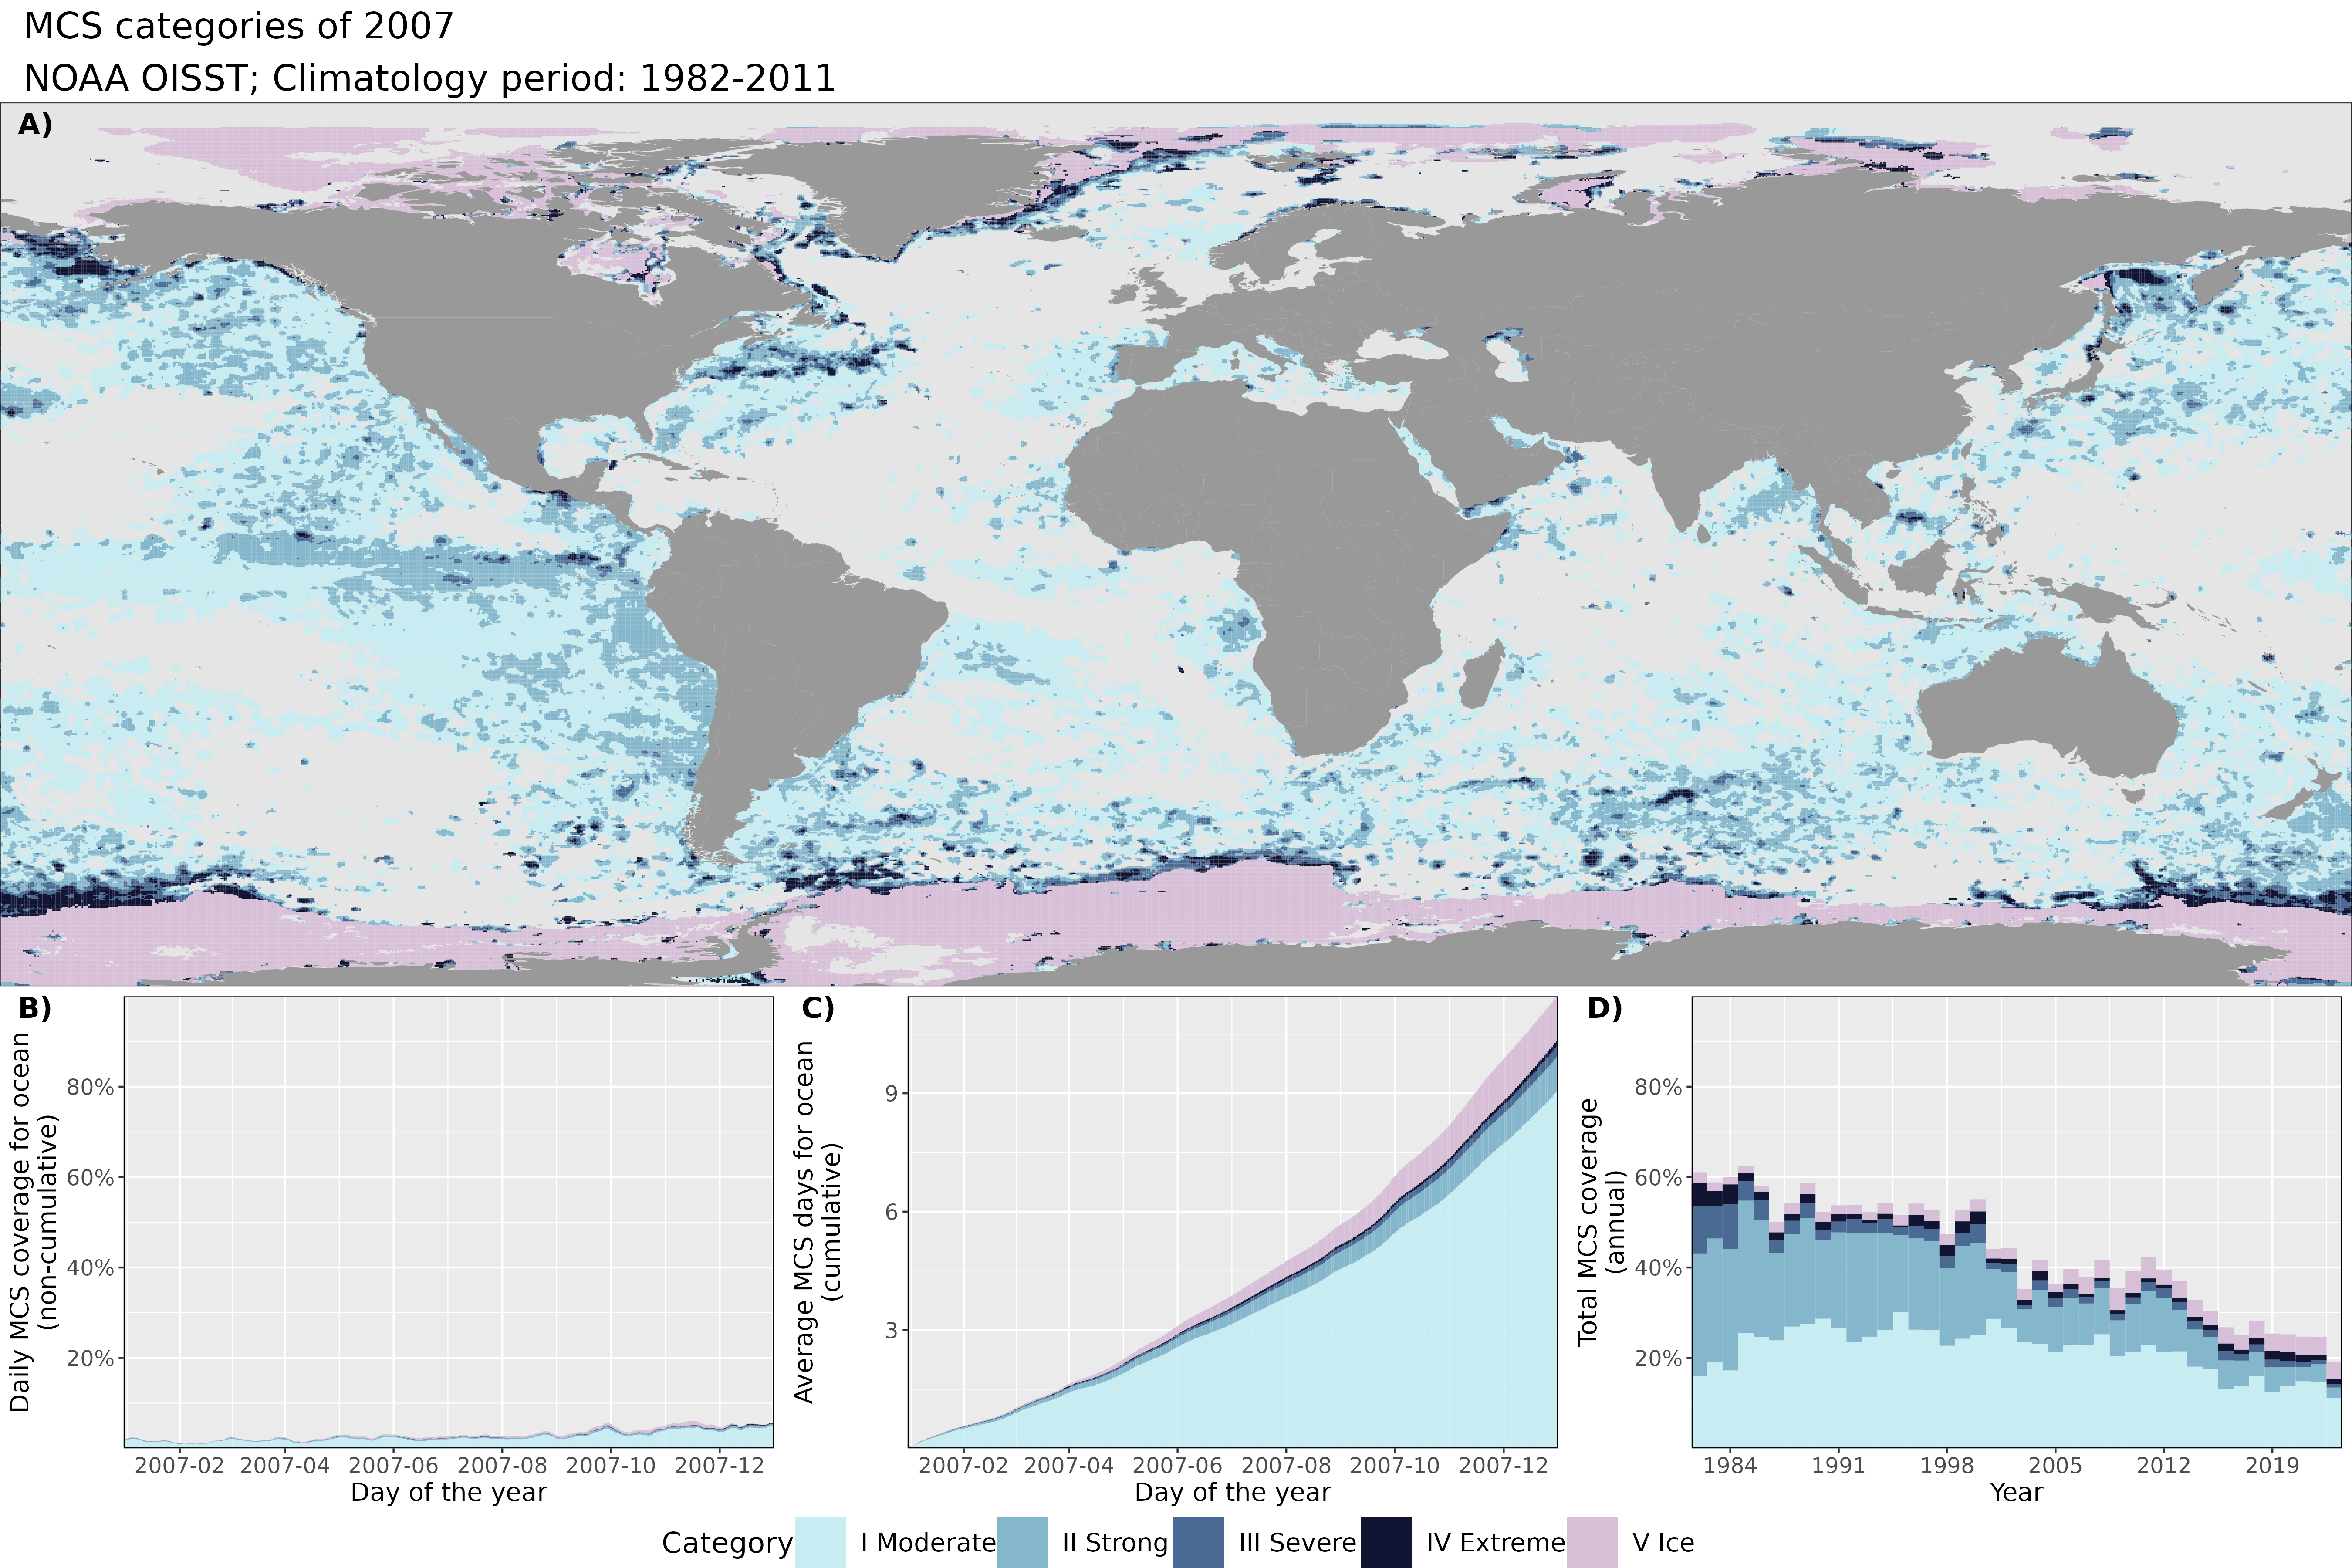 MCS categories of 2007
NOAA OISST; Climatology period: 1982-2011
A)
B)
Daily MCS coverage for ocean
(non-cumulative)
80%
60%
40%
20%
2007-02 2007-04 2007-06 2007-08 2007-10 2007-12
Day of the year
C)
Average MCS days for ocean
(cumulative)
9
6
3
2007-02 2007-04 2007-06 2007-08 2007-10 2007-12
Day of the year
D)
Total MCS coverage
(annual)
80%
60%
40%
20%
1984 1991 1998 2005 2012 2019
Year
Category I Moderate II Strong III Severe IV Extreme V Ice